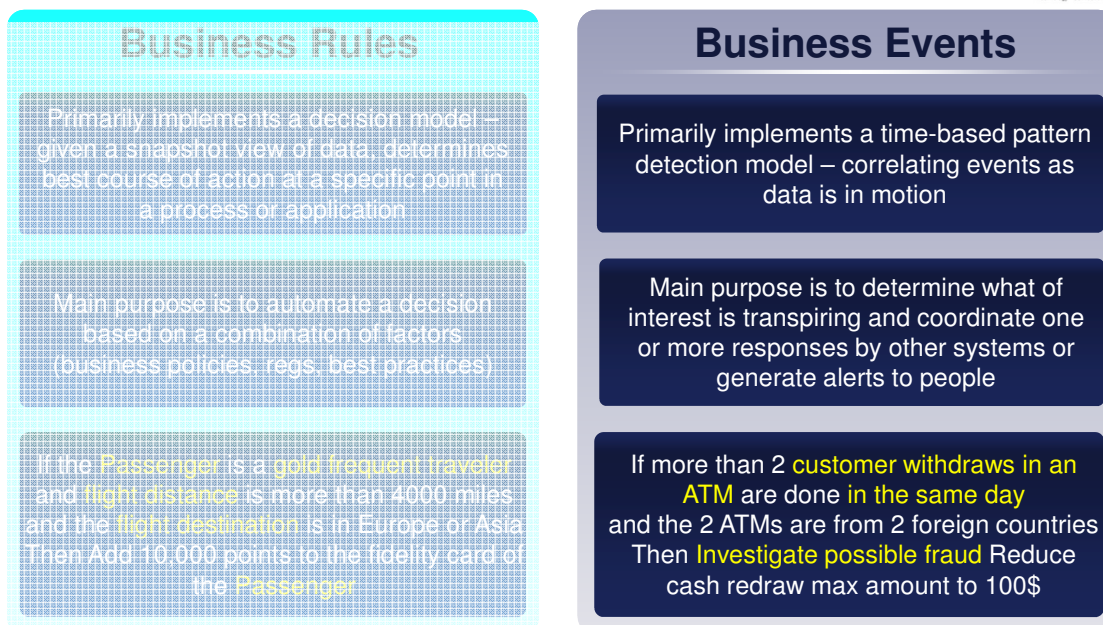 Business Rules
Primarily implements a decision model –
given a snapshot view of data, determines
best course of action at a specific point in
a process or application
Main purpose is to automate a decision
based on a combination of factors
(business policies, regs, best practices)
If the Passenger is a gold frequent traveler
and flight distance is more than 4000 miles
and the flight destination is in Europe or Asia
Then Add 10.000 points to the fidelity card of
the Passenger
Business Events
Primarily implements a time-based pattern
detection model – correlating events as
data is in motion
Main purpose is to determine what of
interest is transpiring and coordinate one
or more responses by other systems or
generate alerts to people
If more than 2 customer withdraws in an
ATM are done in the same day
and the 2 ATMs are from 2 foreign countries
Then Investigate possible fraud Reduce
cash redraw max amount to 100$